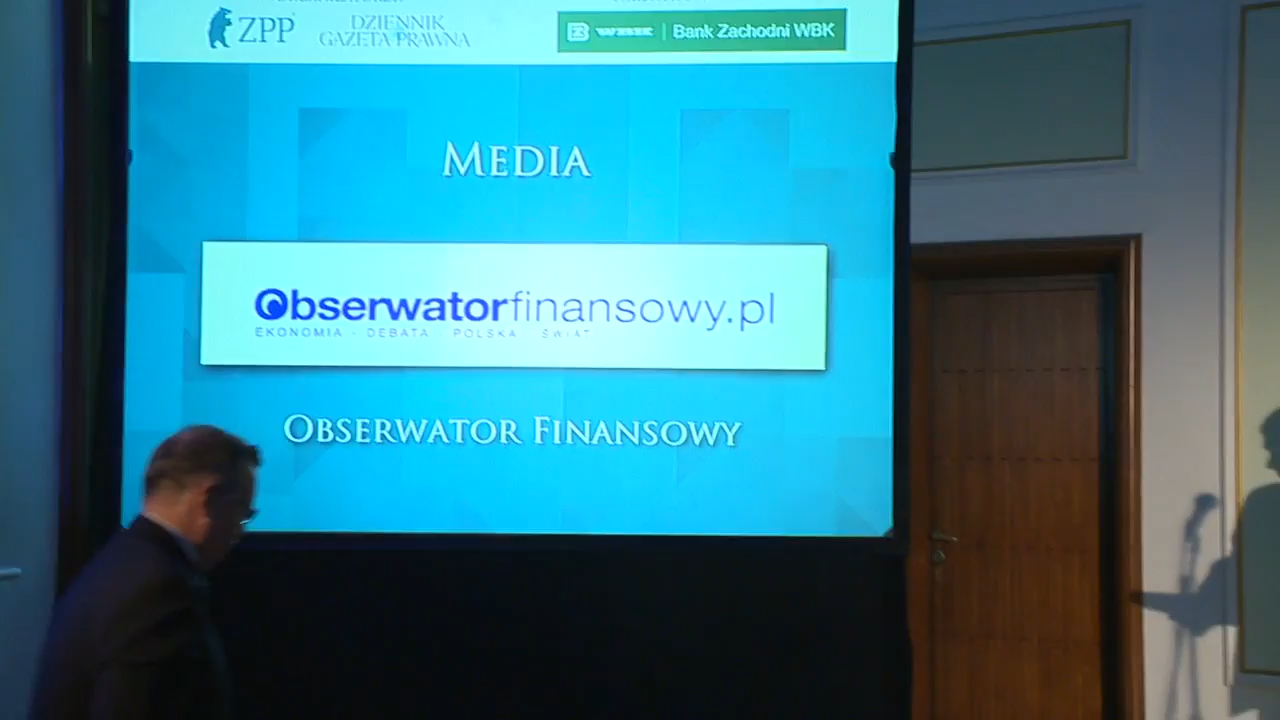 ZPP
DZIENNIK
GAZETA PRAWNA
Bank Zachodni WBK
MEDIA
Obserwatorfinansowy.pl
EKONOMIA · DEBATA · POLSKA · ŚWIAT
OBSERWATOR FINANSOWY